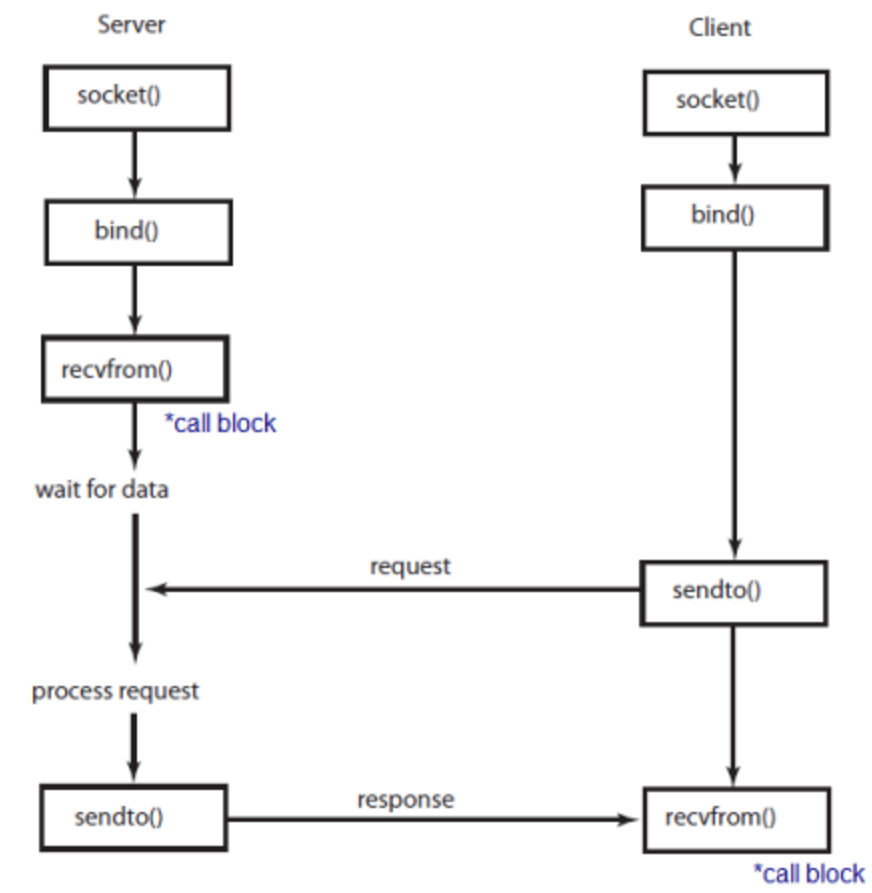 Server
Client
socket()
socket()
bind()
bind()
recvfrom()
*call block
wait for data
request
sendto()
process request
sendto()
response
recvfrom()
*call block